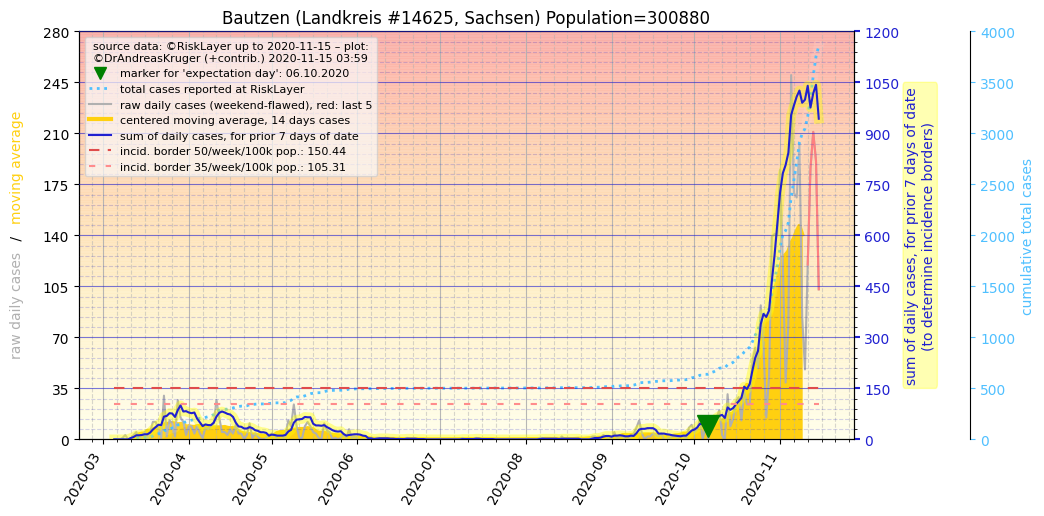 Bautzen (Landkreis #14625, Sachsen) Population=300880
source data: ©RiskLayer up to 2020-11-15 – plot:
©DrAndreasKruger (+contrib.) 2020-11-15 03:59
marker for 'expectation day': 06.10.2020
total cases reported at RiskLayer
raw daily cases (weekend-flawed), red: last 5
centered moving average, 14 days cases
sum of daily cases, for prior 7 days of date
incid. border 50/week/100k pop.: 150.44
incid. border 35/week/100k pop.: 105.31
raw daily cases / moving average
280
245
210
175
140
105
70
35
0
1200
1050
900
750
600
450
300
150
0
sum of daily cases, for prior 7 days of date
(to determine incidence borders)
4000
3500
3000
2500
2000
1500
1000
500
0
cumulative total cases
2020-03
2020-04
2020-05
2020-06
2020-07
2020-08
2020-09
2020-10
2020-11